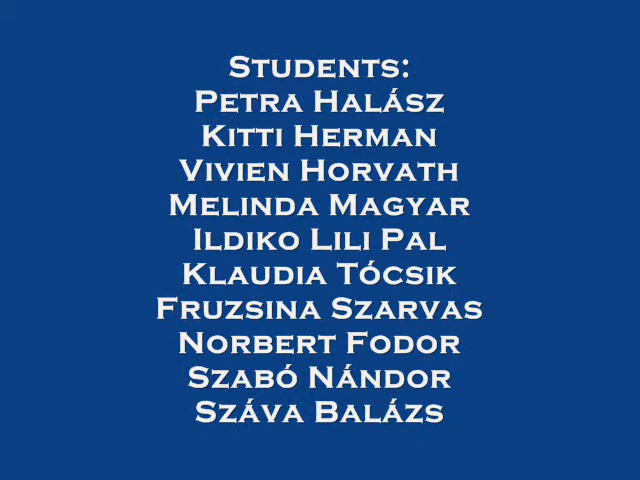 Students:
Petra Halász
Kitti Herman
Vivien Horvath
Melinda Magyar
Ildiko Lili Pal
Klaudia Tócsik
Fruzsina Szarvas
Norbert Fodor
Szabó Nándor
Száva Balázs